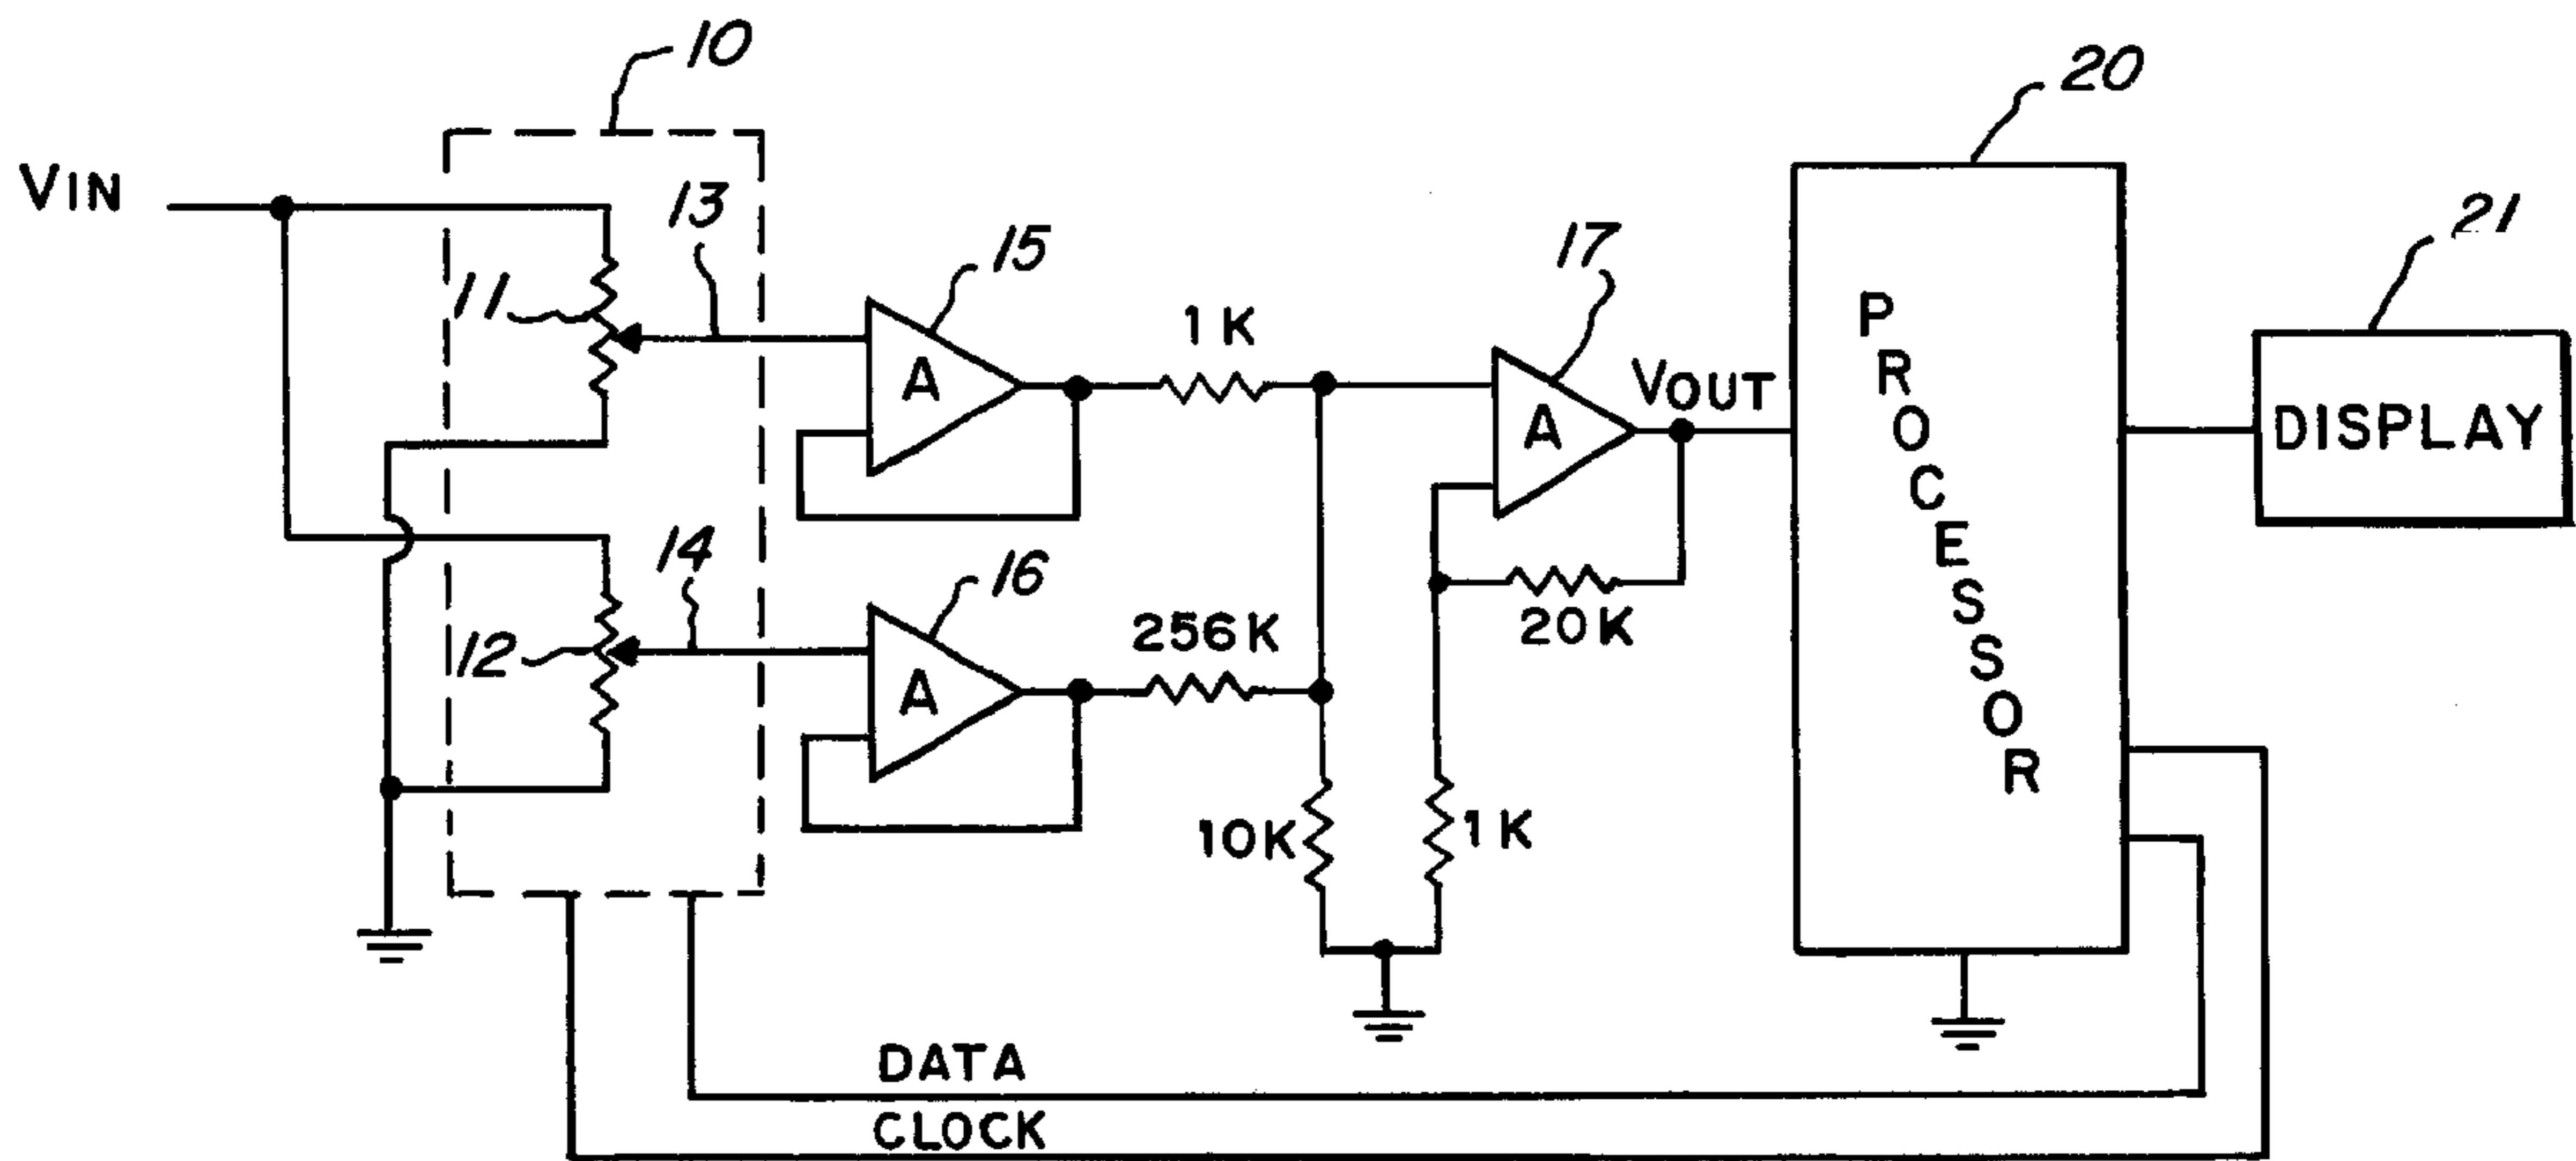 10
20
VIN
13
21
15
17
11
1K
A
A
VOUT
PROCESSOR
DISPLAY
14
16
12
256K
20K
A
10K
1K
DATA
CLOCK